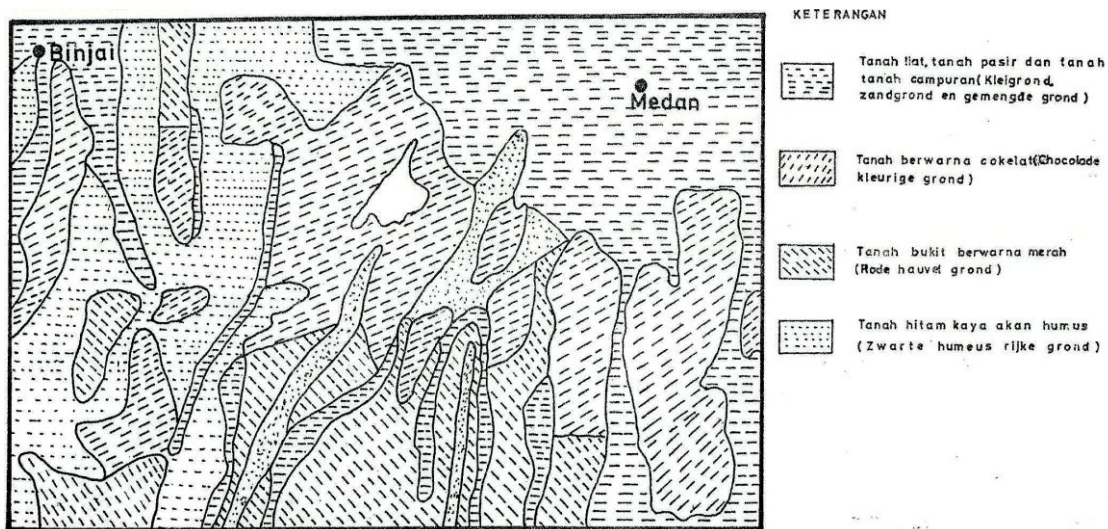 Binjai
Medan
KETERANGAN
Tanah liat, tanah pasir dan tanah
tanah campuran (Kleigrond,
zandgrond en gemengde grond)
Tanah berwarna cokelat (Chocolade
kleurige grond)
Tanah bukit berwarna merah
(Rode hauvel grond)
Tanah hitam kaya akan humus
(Zwarte humeus rijke grond)